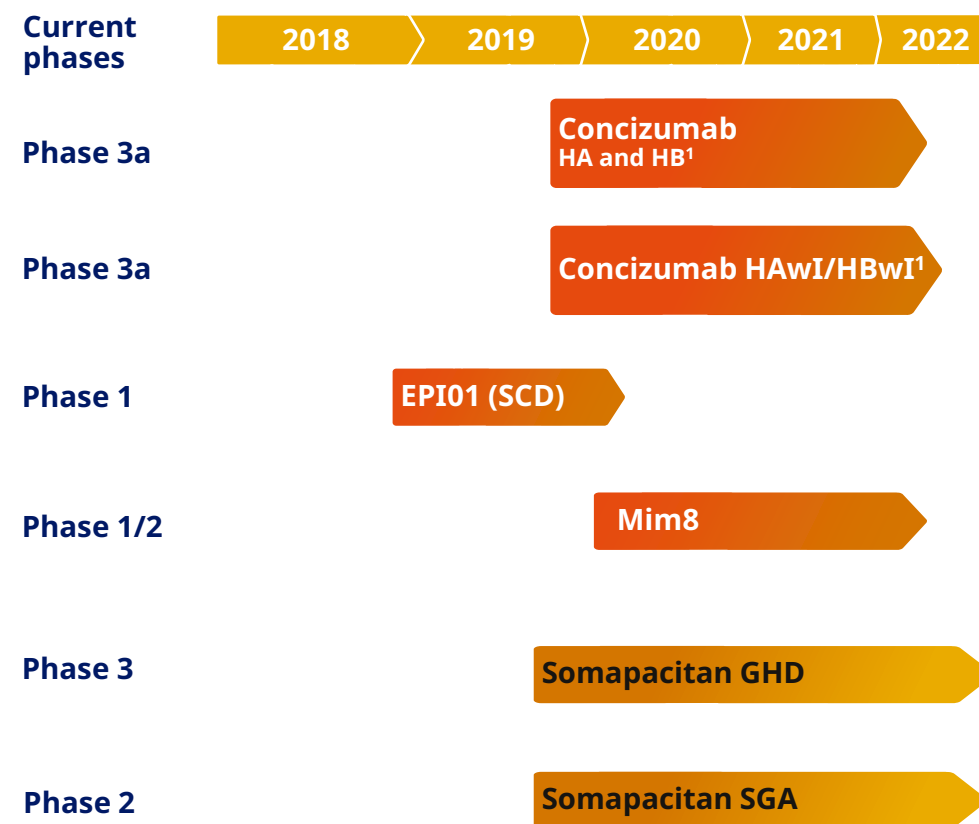 Current
phases
2018 2019 2020 2021 2022
Phase 3a
Concizumab
HA and HB¹
Phase 3a
Concizumab HAwI/HBwI¹
Phase 1
EPI01 (SCD)
Phase 1/2
Mim8
Phase 3
Somapacitan GHD
Phase 2
Somapacitan SGA